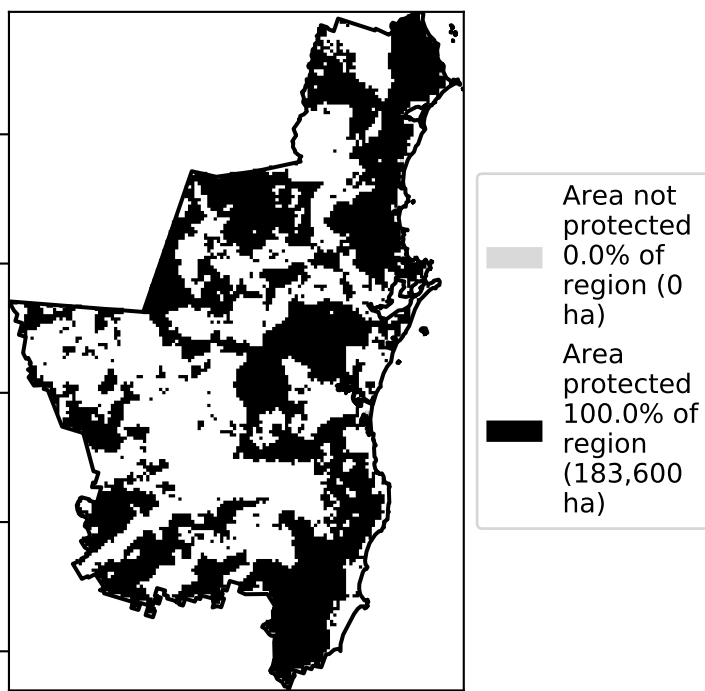 Area not
protected
0.0% of
region (0
ha)
Area
protected
100.0% of
region
(183,600
ha)